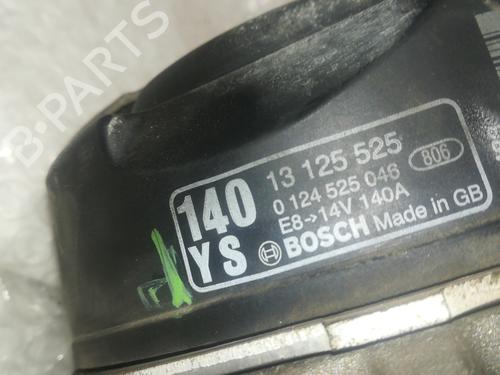 B-PARTS
140
YS
13 125 525
806
0 124 525 046
E8->14V 140A
BOSCH Made in GB